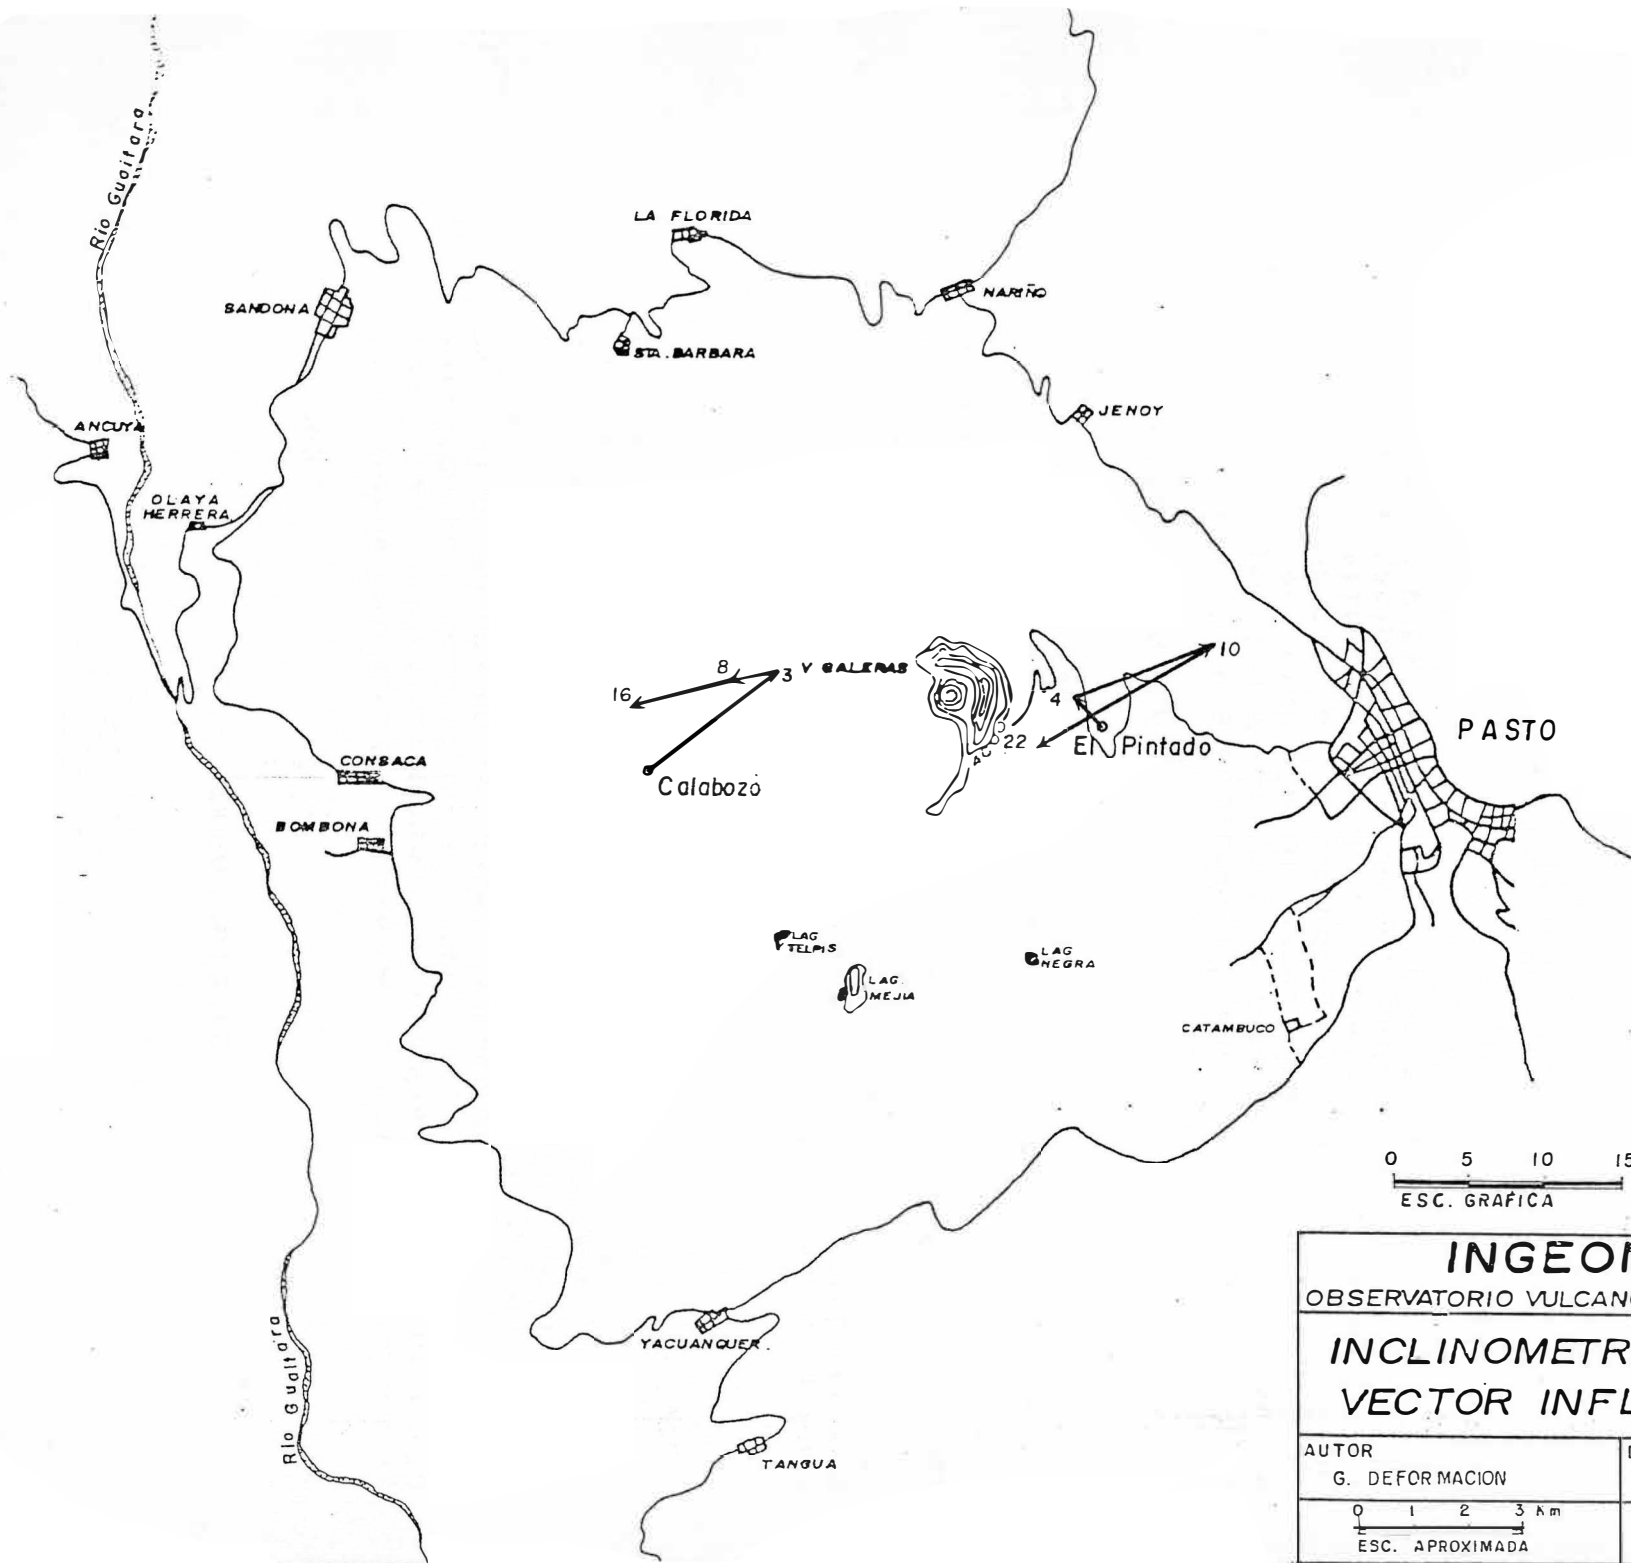 Rio Guaitara
LA FLORIDA
SANDONA
NARIÑO
STA. BARBARA
JENOY
ANCUYA
OLAYA
HERRERA
10
8
3
V GALERAS
16
4
PASTO
22
El Pintado
CONSACA
Calabozo
BOMBONA
LAG
TELPIS
LAG
NEGRA
LAG.
MEJIA
CATAMBUCO
0 5 10 15
ESC. GRAFICA
INGEO
OBSERVATORIO VULCAN
YACUANQUER.
Rio Guaitara
INCLINOMETR
VECTOR INFL
AUTOR
G. DEFORMACION
TANGUA
0 1 2 3 Km
ESC. APROXIMADA